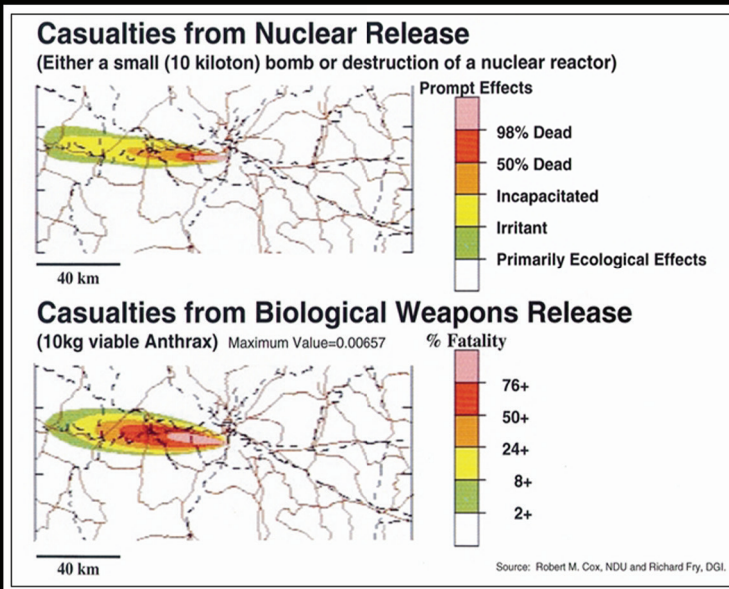 Casualties from Nuclear Release
(Either a small (10 kiloton) bomb or destruction of a nuclear reactor)
Prompt Effects
98% Dead
50% Dead
Incapacitated
Irritant
Primarily Ecological Effects
40 km
Casualties from Biological Weapons Release
(10kg viable Anthrax) Maximum Value=0.00657
% Fatality
76+
50+
24+
8+
2+
40 km
Source: Robert M. Cox, NDU and Richard Fry, DGI.